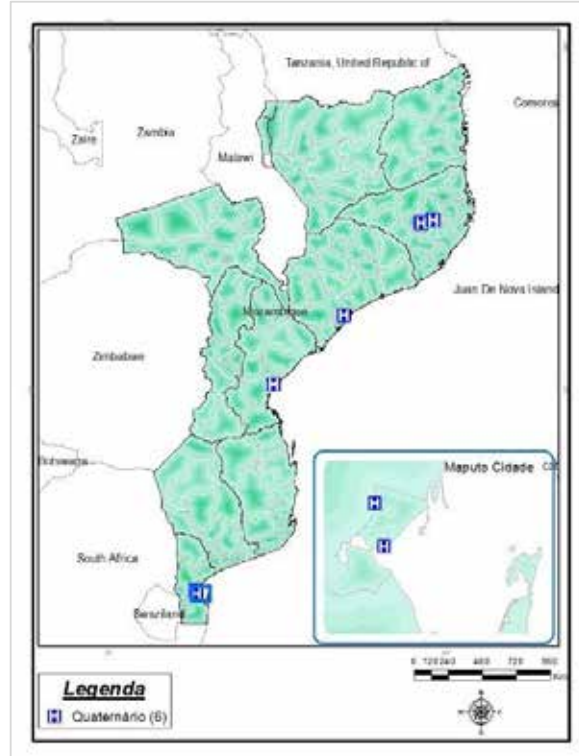 Tanzania, United Republic of
Comoros
Zambia
Zaire
Malawi
Juan De Nova Island
Mozambique
Zimbabwe
Botswana
Maputo Cidade
South Africa
Swaziland
0 120 240 480 720 960
Km
Legenda
H Quaternário (6)